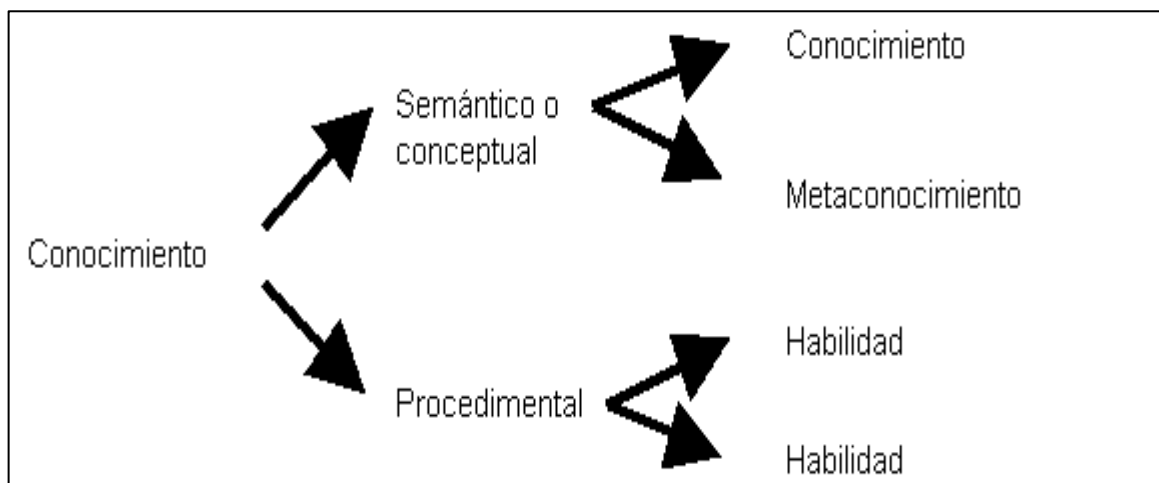 Conocimiento
Semántico o
conceptual
Procedimental
Conocimiento
Metaconocimiento
Habilidad
Habilidad